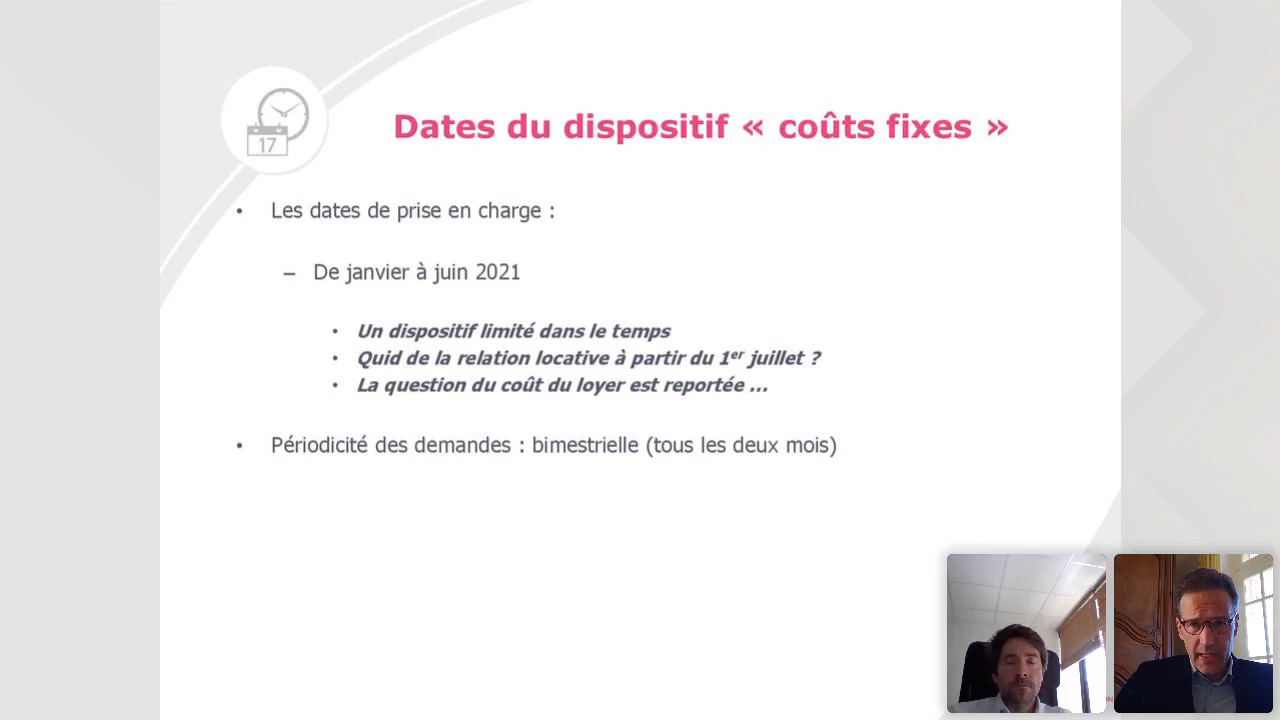 17
Dates du dispositif « coûts fixes »
• Les dates de prise en charge :
– De janvier à juin 2021
• Un dispositif limité dans le temps
• Quid de la relation locative à partir du 1er juillet ?
• La question du coût du loyer est reportée ...
• Périodicité des demandes : bimestrielle (tous les deux mois)